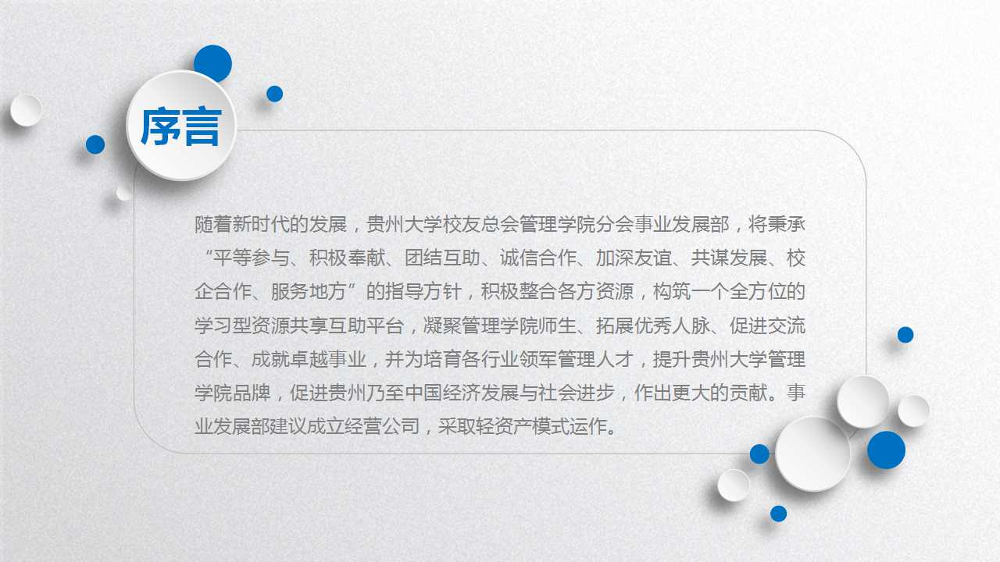 序言
随着新时代的发展，贵州大学校友总会管理学院分会事业发展部，将秉承
“平等参与、积极奉献、团结互助、诚信合作、加深友谊、共谋发展、校
企合作、服务地方”的指导方针，积极整合各方资源，构筑一个全方位的
学习型资源共享互助平台，凝聚管理学院师生、拓展优秀人脉、促进交流
合作、成就卓越事业，并为培育各行业领军管理人才，提升贵州大学管理
学院品牌，促进贵州乃至中国经济发展与社会进步，作出更大的贡献。事
业发展部建议成立经营公司，采取轻资产模式运作。